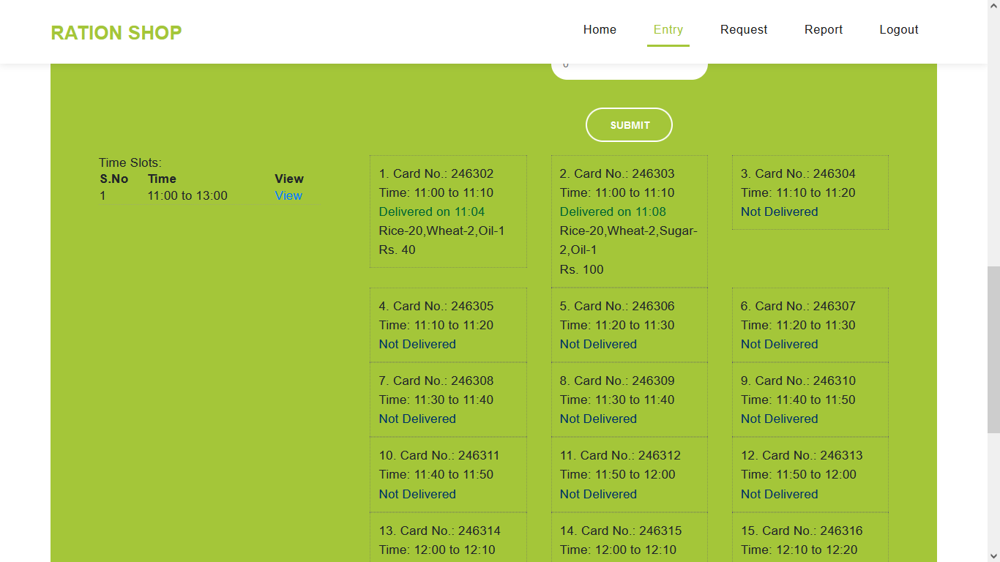 RATION SHOP
Home Entry Request Report Logout
0
SUBMIT
Time Slots:
S.No Time View
1 11:00 to 13:00 View
1. Card No.: 246302
Time: 11:00 to 11:10
Delivered on 11:04
Rice-20,Wheat-2,Oil-1
Rs. 40
2. Card No.: 246303
Time: 11:00 to 11:10
Delivered on 11:08
Rice-20,Wheat-2,Sugar-
2,Oil-1
Rs. 100
3. Card No.: 246304
Time: 11:10 to 11:20
Not Delivered
4. Card No.: 246305
Time: 11:10 to 11:20
Not Delivered
5. Card No.: 246306
Time: 11:20 to 11:30
Not Delivered
6. Card No.: 246307
Time: 11:20 to 11:30
Not Delivered
7. Card No.: 246308
Time: 11:30 to 11:40
Not Delivered
8. Card No.: 246309
Time: 11:30 to 11:40
Not Delivered
9. Card No.: 246310
Time: 11:40 to 11:50
Not Delivered
10. Card No.: 246311
Time: 11:40 to 11:50
Not Delivered
11. Card No.: 246312
Time: 11:50 to 12:00
Not Delivered
12. Card No.: 246313
Time: 11:50 to 12:00
Not Delivered
13. Card No.: 246314
Time: 12:00 to 12:10
14. Card No.: 246315
Time: 12:00 to 12:10
15. Card No.: 246316
Time: 12:10 to 12:20